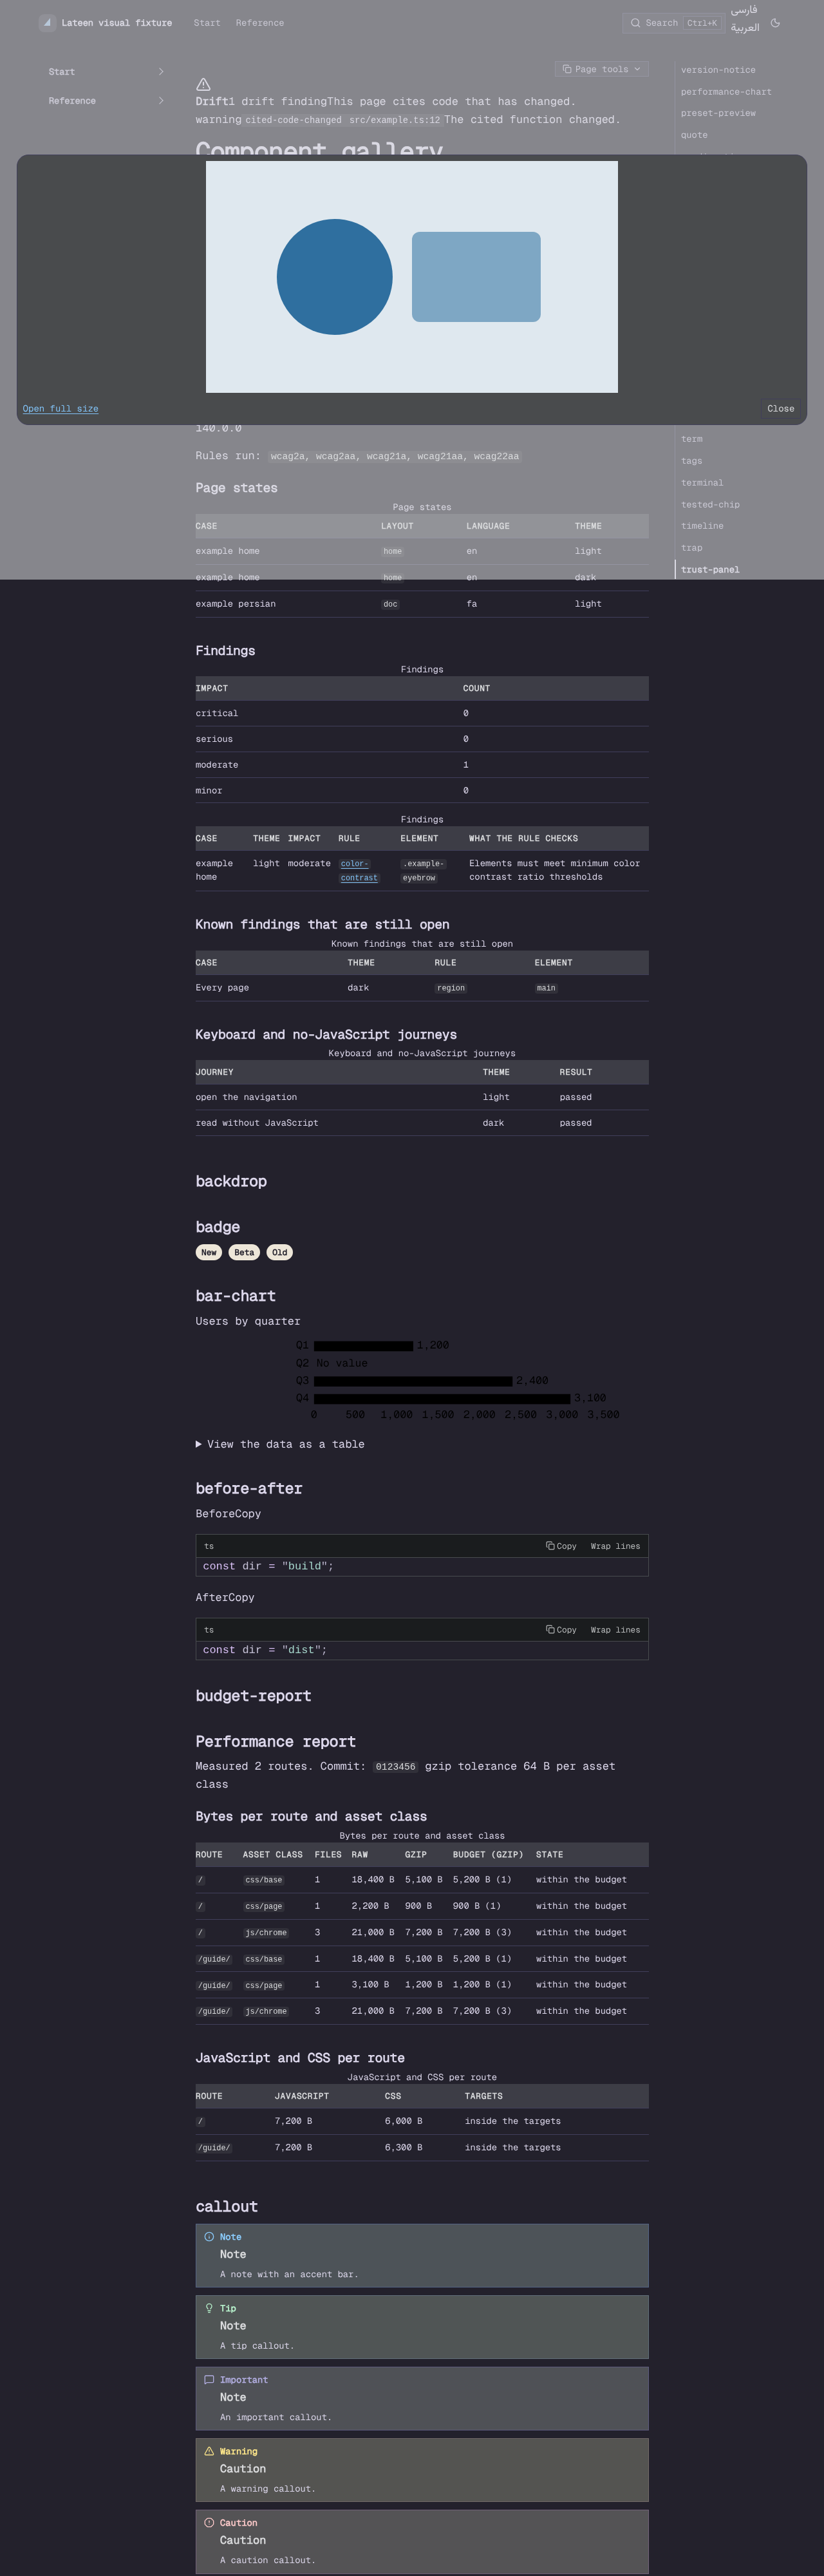 Lateen visual fixture
Start
Reference
Search Ctrl+K
فارسی
العربية
Start
Reference
Page tools
Drift1 drift findingThis page cites code that has changed.
warning cited-code-changed src/example.ts:12 The cited function changed.
Component gallery
version-notice
performance-chart
preset-preview
quote
Open full size
Close
140.0.0
Rules run: wcag2a, wcag2aa, wcag21a, wcag21aa, wcag22aa
term
tags
terminal
tested-chip
timeline
trap
trust-panel
Page states
Page states
CASE LAYOUT LANGUAGE THEME
example home home en light
example home home en dark
example persian doc fa light
Findings
Findings
IMPACT COUNT
critical 0
serious 0
moderate 1
minor 0
Findings
CASE THEME IMPACT RULE ELEMENT WHAT THE RULE CHECKS
example home light moderate color-contrast .example-eyebrow Elements must meet minimum color contrast ratio thresholds
Known findings that are still open
Known findings that are still open
CASE THEME RULE ELEMENT
Every page dark region main
Keyboard and no-JavaScript journeys
Keyboard and no-JavaScript journeys
JOURNEY THEME RESULT
open the navigation light passed
read without JavaScript dark passed
backdrop
badge
New Beta Old
bar-chart
Users by quarter
Q1 1,200
Q2 No value
Q3 2,400
Q4 3,100
0 500 1,000 1,500 2,000 2,500 3,000 3,500
View the data as a table
before-after
BeforeCopy
ts Copy Wrap lines
const dir = "build";
AfterCopy
ts Copy Wrap lines
const dir = "dist";
budget-report
Performance report
Measured 2 routes. Commit: 0123456 gzip tolerance 64 B per asset
class
Bytes per route and asset class
Bytes per route and asset class
ROUTE ASSET CLASS FILES RAW GZIP BUDGET (GZIP) STATE
/ css/base 1 18,400 B 5,100 B 5,200 B (1) within the budget
/ css/page 1 2,200 B 900 B 900 B (1) within the budget
/ js/chrome 3 21,000 B 7,200 B 7,200 B (3) within the budget
/guide/ css/base 1 18,400 B 5,100 B 5,200 B (1) within the budget
/guide/ css/page 1 3,100 B 1,200 B 1,200 B (1) within the budget
/guide/ js/chrome 3 21,000 B 7,200 B 7,200 B (3) within the budget
JavaScript and CSS per route
JavaScript and CSS per route
ROUTE JAVASCRIPT CSS TARGETS
/ 7,200 B 6,000 B inside the targets
/guide/ 7,200 B 6,300 B inside the targets
callout
Note
Note
A note with an accent bar.
Tip
Note
A tip callout.
Important
Note
An important callout.
Warning
Caution
A warning callout.
Caution
Caution
A caution callout.